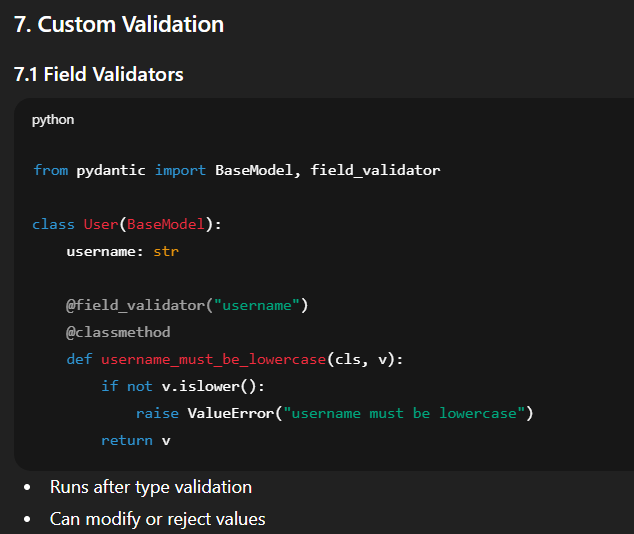 7. Custom Validation
7.1 Field Validators
python
from pydantic import BaseModel, field_validator
class User(BaseModel):
    username: str
    @field_validator("username")
    @classmethod
    def username_must_be_lowercase(cls, v):
        if not v.islower():
            raise ValueError("username must be lowercase")
        return v
• Runs after type validation
• Can modify or reject values